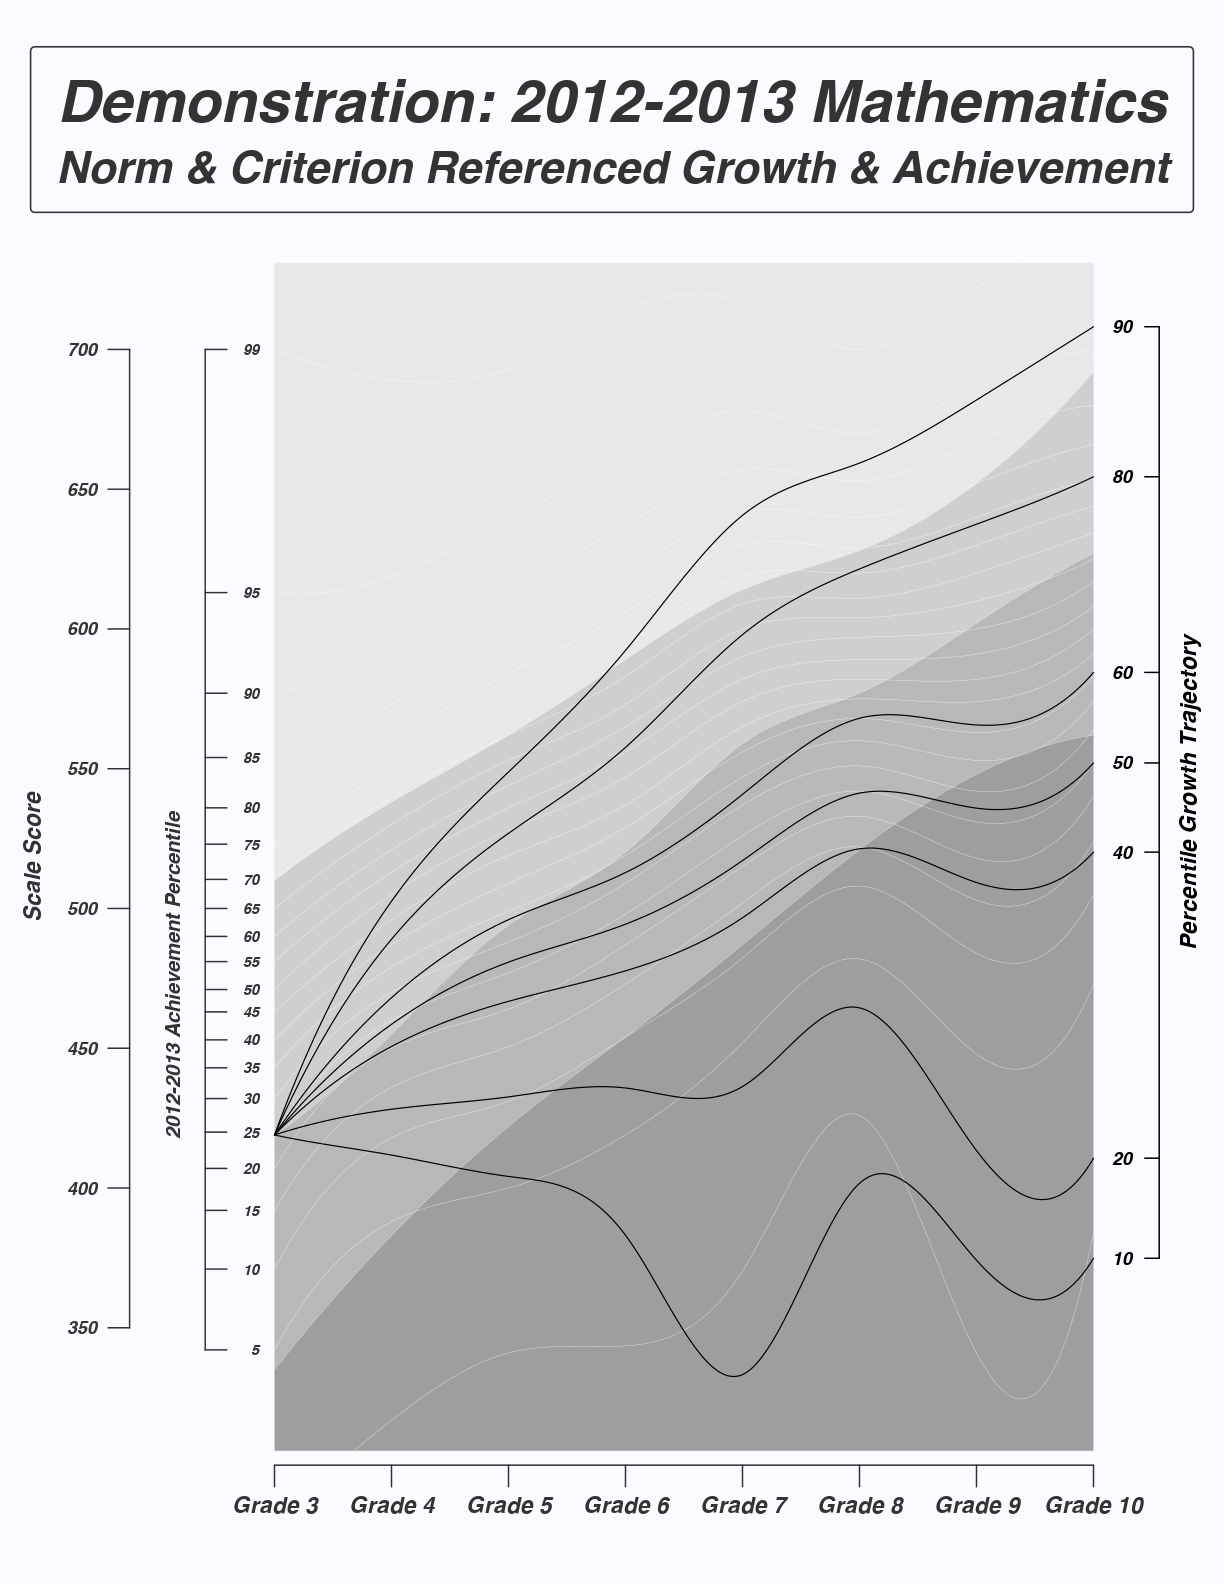 Demonstration: 2012-2013 Mathematics
Norm & Criterion Referenced Growth & Achievement
Scale Score
700
650
600
550
500
450
400
350
2012-2013 Achievement Percentile
99
95
90
85
80
75
70
65
60
55
50
45
40
35
30
25
20
15
10
5
90
80
60
50
40
20
10
Percentile Growth Trajectory
Grade 3
Grade 4
Grade 5
Grade 6
Grade 7
Grade 8
Grade 9
Grade 10